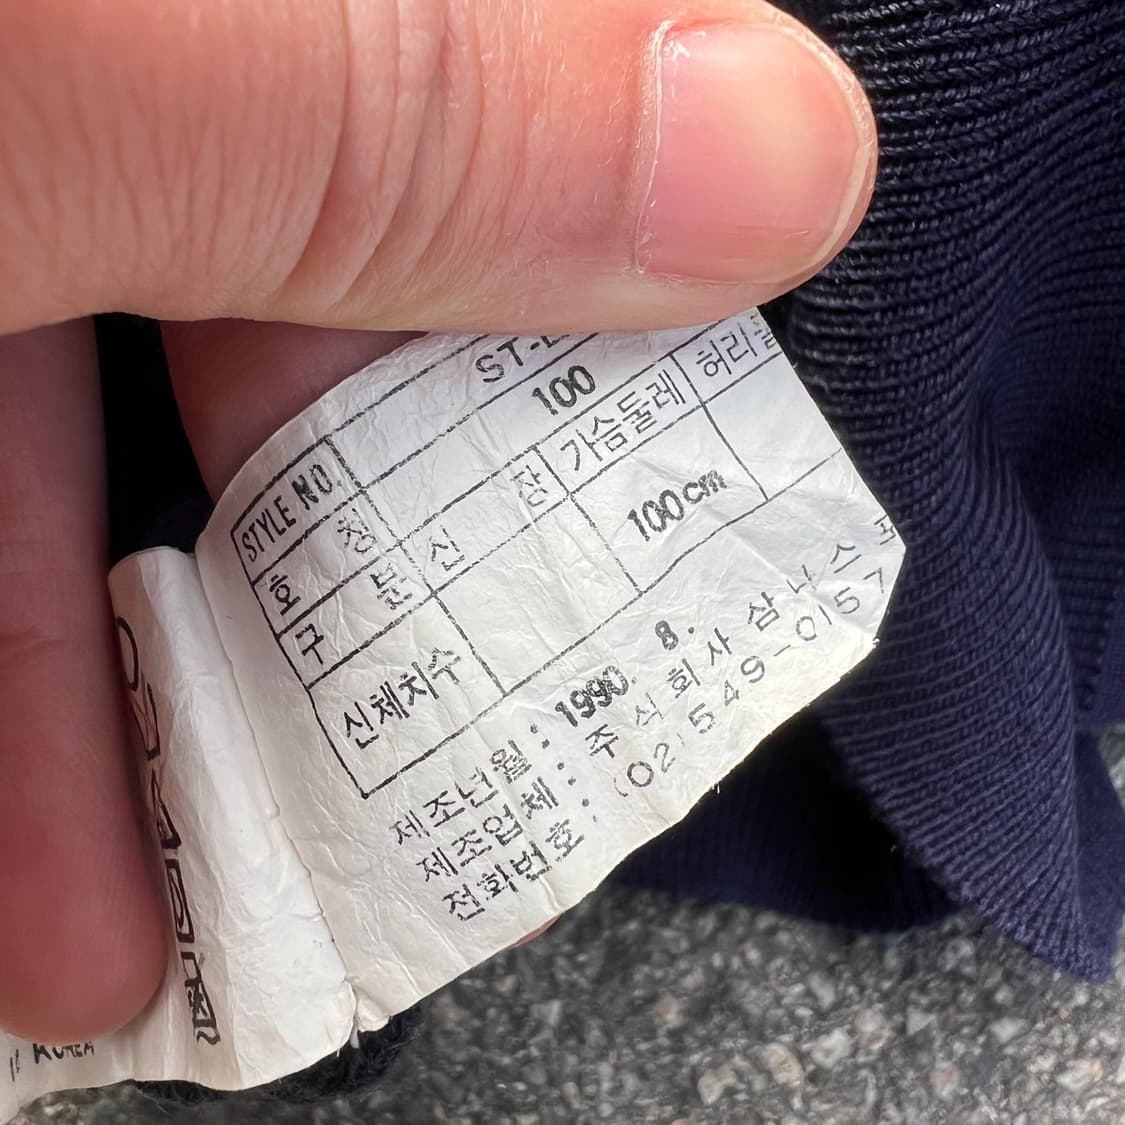 STYLE NO. ST-
호 칭 100
구 분 신 장 가슴둘레 허리둘
신체치수 100cm
제조년월: 1990. 8.
제조업체: 주식회사 삼나스포
전화번호: (02)549-0157
KOREA